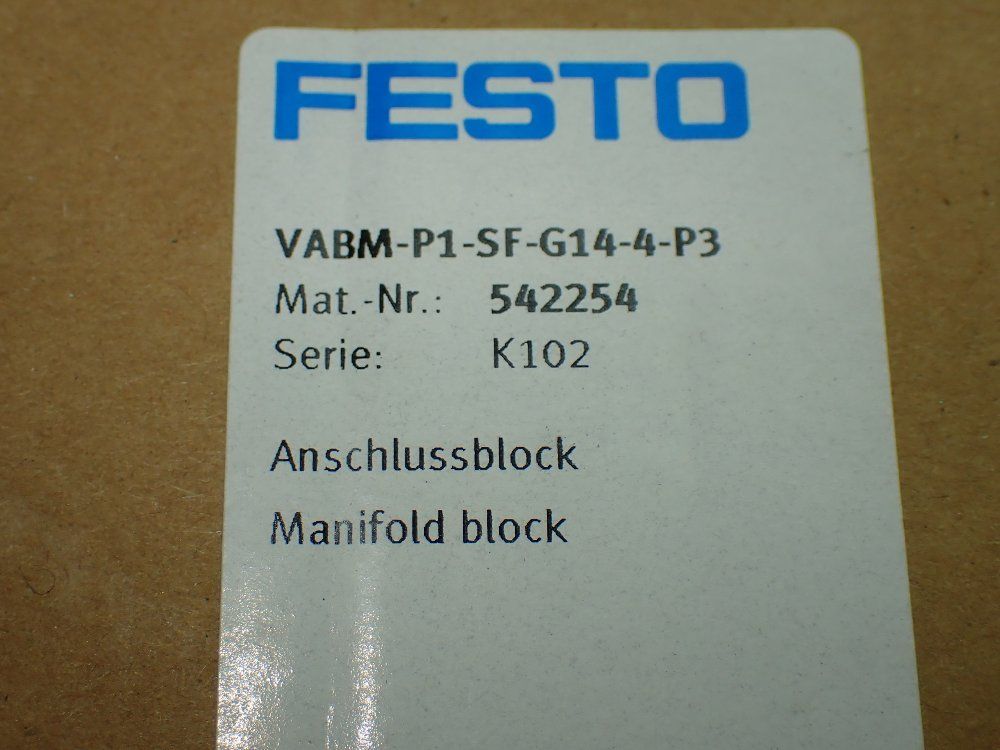 FESTO
VABM-P1-SF-G14-4-P3
Mat.-Nr.: 542254
Serie: K102
Anschlussblock
Manifold block